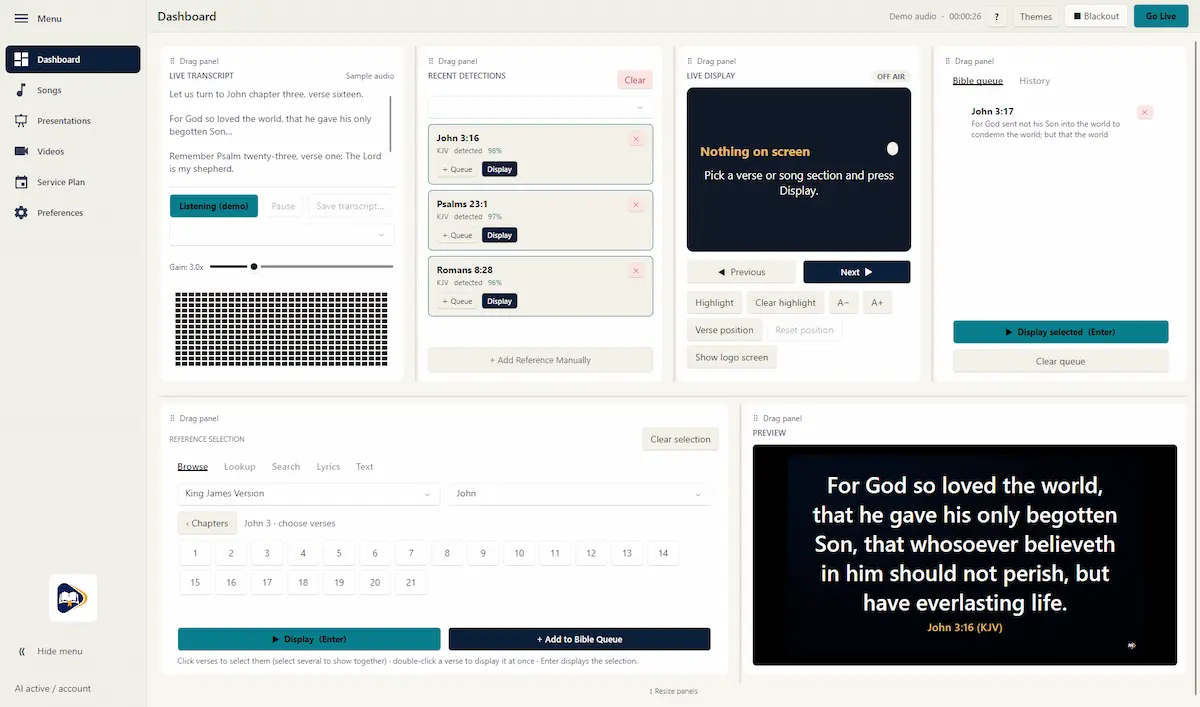 Menu
Dashboard
Songs
Presentations
Videos
Service Plan
Preferences
Hide menu
AI active / account
Dashboard
Demo audio - 00:00:26
?
Themes
Blackout
Go Live
Drag panel
LIVE TRANSCRIPT
Sample audio
Let us turn to John chapter three, verse sixteen.
For God so loved the world, that he gave his only
begotten Son...
Remember Psalm twenty-three, verse one: The Lord
is my shepherd.
Listening (demo)
Pause
Save transcript...
Gain: 3.0x
Drag panel
RECENT DETECTIONS
Clear
John 3:16
KJV detected 98%
+ Queue
Display
Psalms 23:1
KJV detected 97%
+ Queue
Display
Romans 8:28
KJV detected 96%
+ Queue
Display
+ Add Reference Manually
Drag panel
LIVE DISPLAY
OFF AIR
Nothing on screen
Pick a verse or song section and press
Display.
Previous
Next
Highlight
Clear highlight
A−
A+
Verse position
Reset position
Show logo screen
Drag panel
Bible queue
History
John 3:17
For God sent not his Son into the world to
condemn the world; but that the world
Display selected (Enter)
Clear queue
Drag panel
REFERENCE SELECTION
Clear selection
Browse
Lookup
Search
Lyrics
Text
King James Version
John
‹ Chapters
John 3 · choose verses
1 2 3 4 5 6 7 8 9 10 11 12 13 14
15 16 17 18 19 20 21
Display (Enter)
+ Add to Bible Queue
Click verses to select them (select several to show together) · double-click a verse to display it at once · Enter displays the selection.
Drag panel
PREVIEW
For God so loved the world,
that he gave his only begotten
Son, that whosoever believeth
in him should not perish, but
have everlasting life.
John 3:16 (KJV)
Resize panels